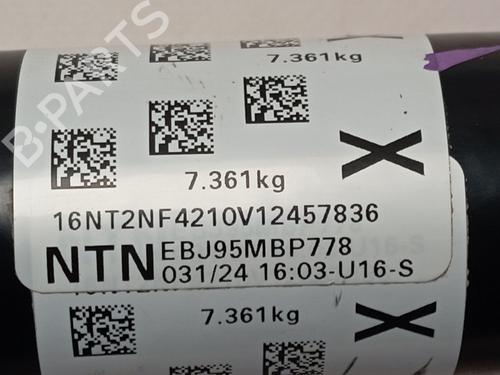 7.361kg
X
7.361kg
16NT2NF4210V12457836
NTN EBJ95MBP778
031/24 16:03-U16-S
7.361kg
X
B-PARTS